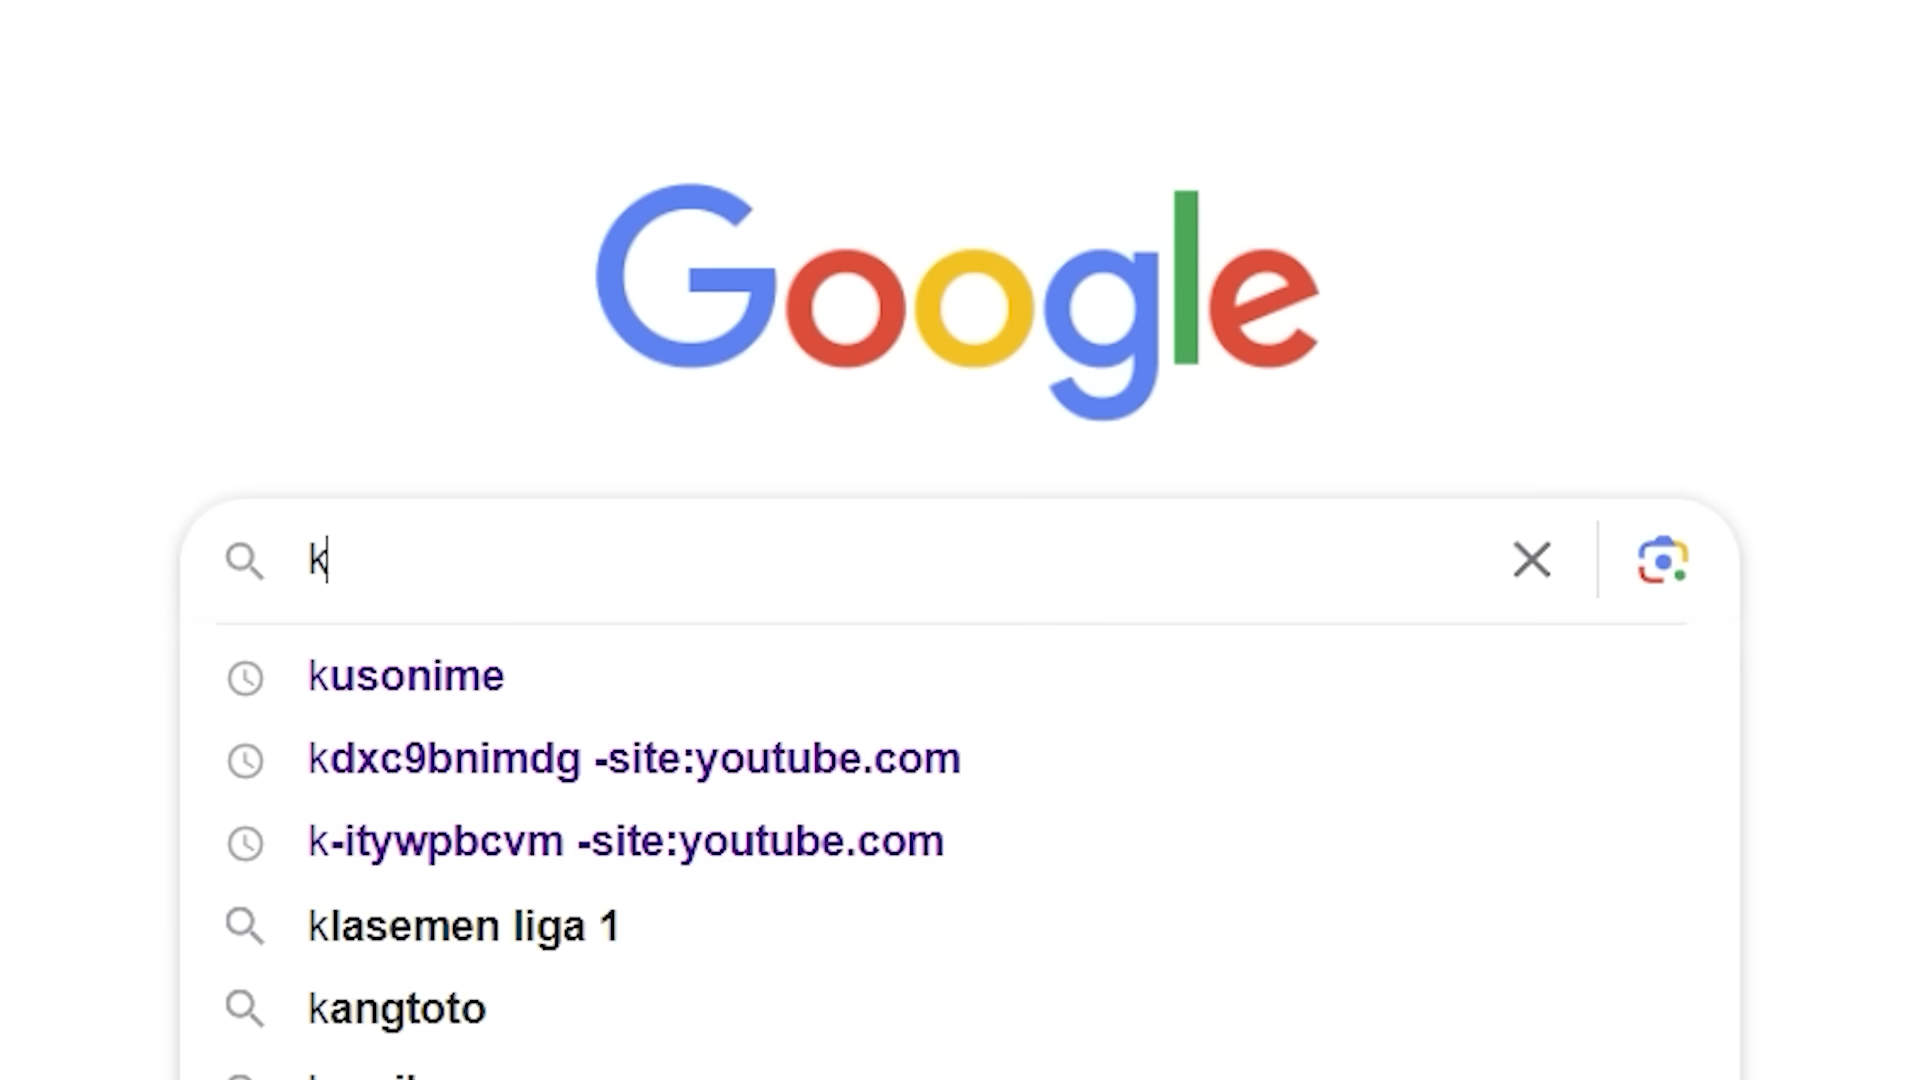 Google
k
kusonime
kdxc9bnimdg -site:youtube.com
k-itywpbcvm -site:youtube.com
klasemen liga 1
kangtoto